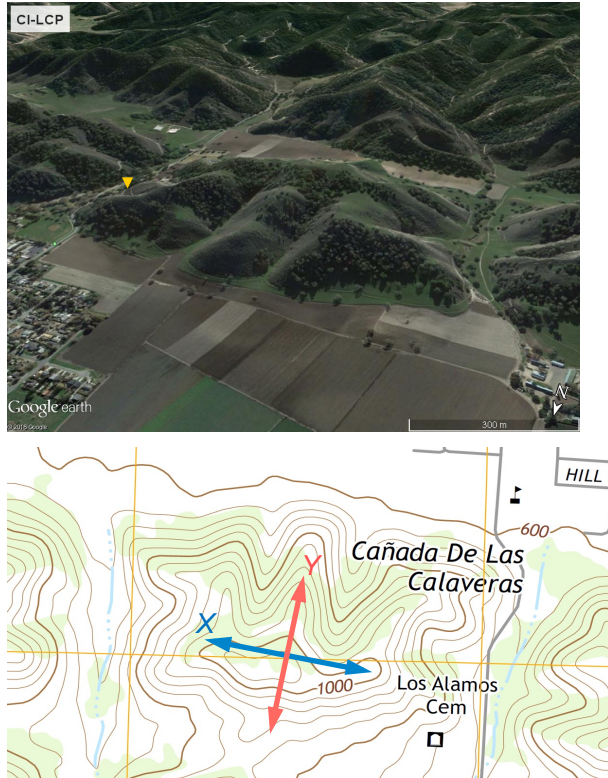 CI-LCP
Google earth
© 2018 Google
N
300 m
HILL
600
Cañada De Las
Calaveras
Y
X
1000
Los Alamos
Cem